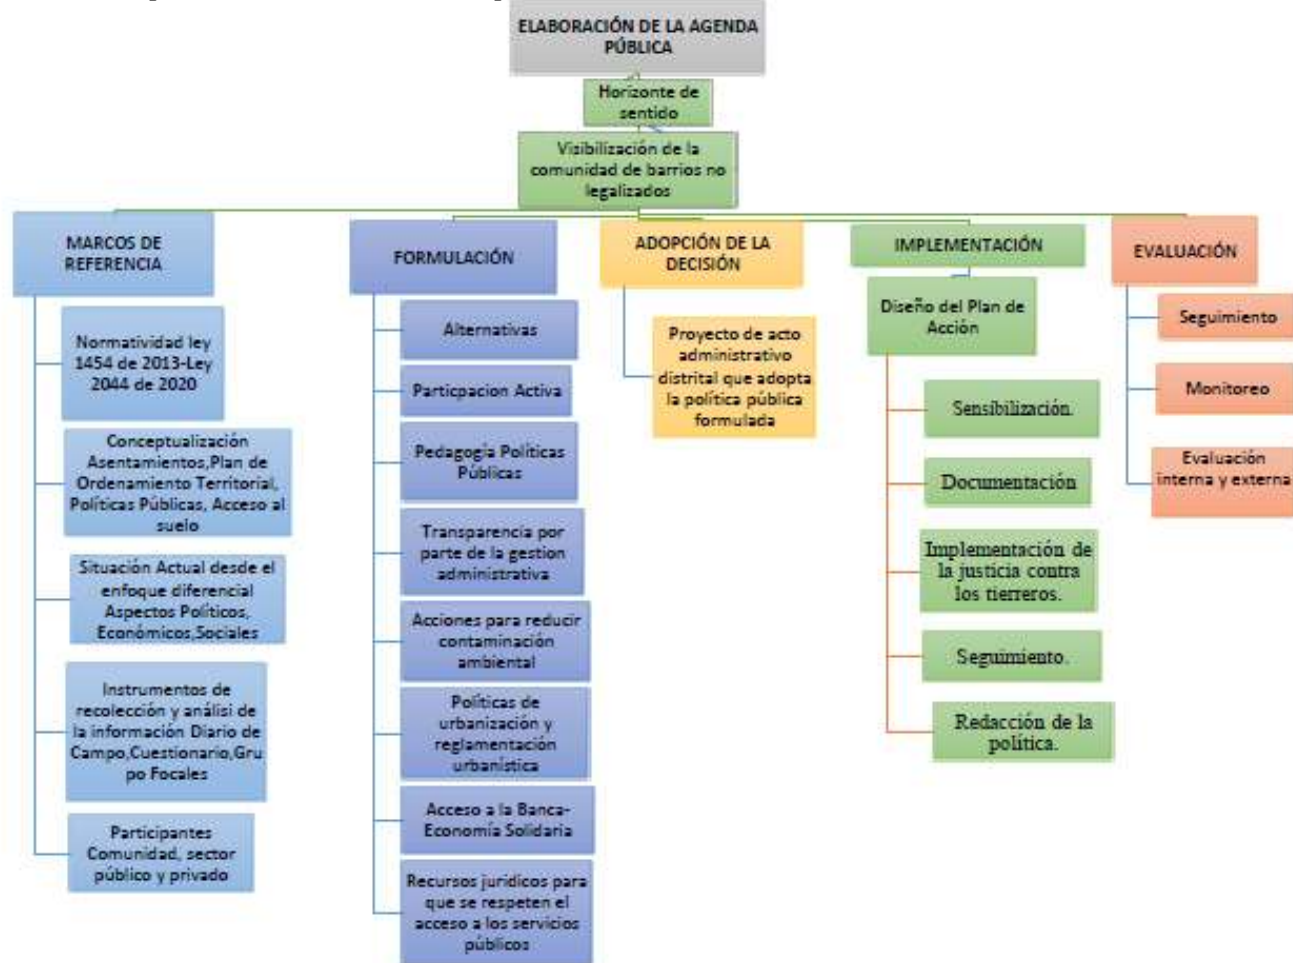 ELABORACIÓN DE LA AGENDA
PÚBLICA
Horizonte de
sentido
Visibilización de la
comunidad de barrios no
legalizados
MARCOS DE
REFERENCIA
Normatividad ley
1454 de 2013-Ley
2044 de 2020
Conceptualización
Asentamientos,Plan de
Ordenamiento Territorial,
Políticas Públicas, Acceso al
suelo
Situación Actual desde el
enfoque diferencial
Aspectos Políticos,
Económicos,Sociales
Instrumentos de
recolección y análisi de
la información Diario de
Campo,Cuestionario,Gru
po Focales
Participantes
Comunidad, sector
público y privado
FORMULACIÓN
Alternativas
Particpacion Activa
Pedagogía Políticas
Públicas
Transparencia por
parte de la gestion
administrativa
Acciones para reducir
contaminación
ambiental
Políticas de
urbanización y
reglamentación
urbanística
Acceso a la Banca-
Economía Solidaria
Recursos jurídicos para
que se respeten el
acceso a los servicios
públicos
ADOPCIÓN DE LA
DECISIÓN
Proyecto de acto
administrativo
distrital que adopta
la política pública
formulada
IMPLEMENTACIÓN
Diseño del Plan de
Acción
Sensibilización.
Documentación
Implementación de
la justicia contra
los tierreros.
Seguimiento.
Redacción de la
política.
EVALUACIÓN
Seguimiento
Monitoreo
Evaluación
interna y externa